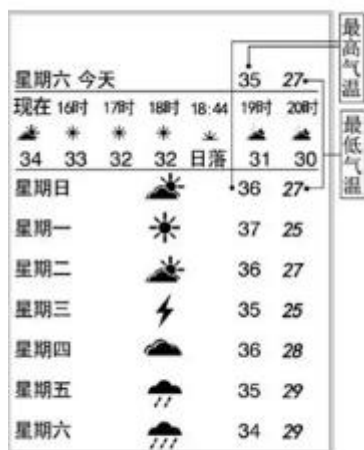 最高气温
星期六 今天 35 27
现在 16时 17时 18时 18:44 19时 20时
34 33 32 32 日落 31 30
最低气温
星期日 36 27
星期一 37 25
星期二 36 27
星期三 35 25
星期四 36 28
星期五 35 29
星期六 34 29